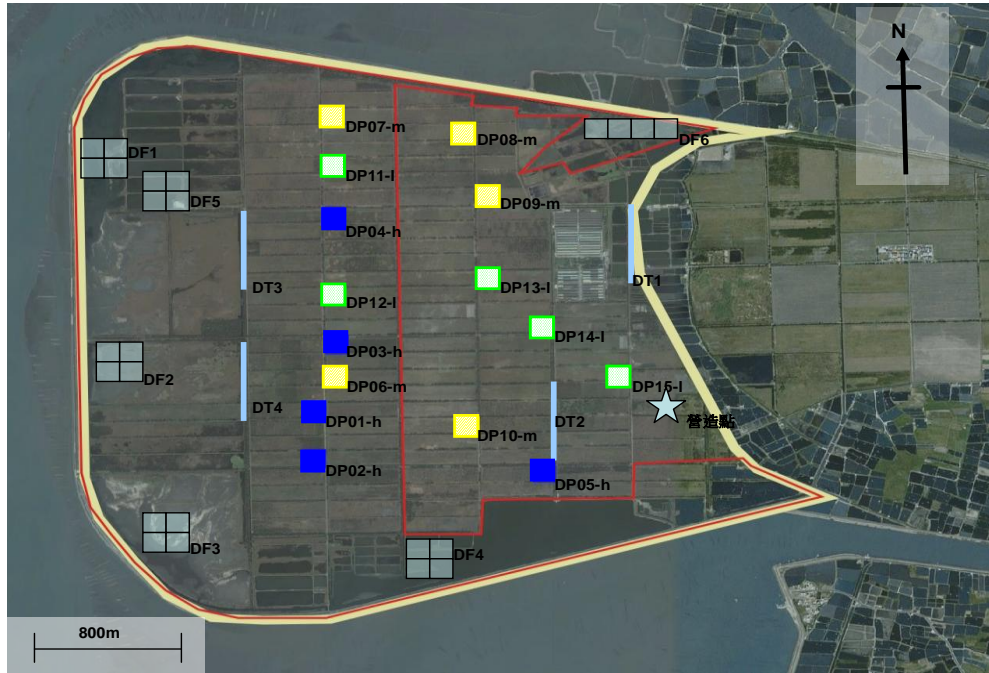 N
DP07-m
DP08-m
DF6
DF1
DP11-l
DF5
DP09-m
DP04-h
DT3
DP12-l
DP13-l
DT1
DP14-l
DP03-h
DF2
DP06-m
DP15-l
DT4
DP01-h
DT2
營造點
DP10-m
DP02-h
DP05-h
DF3
DF4
800m